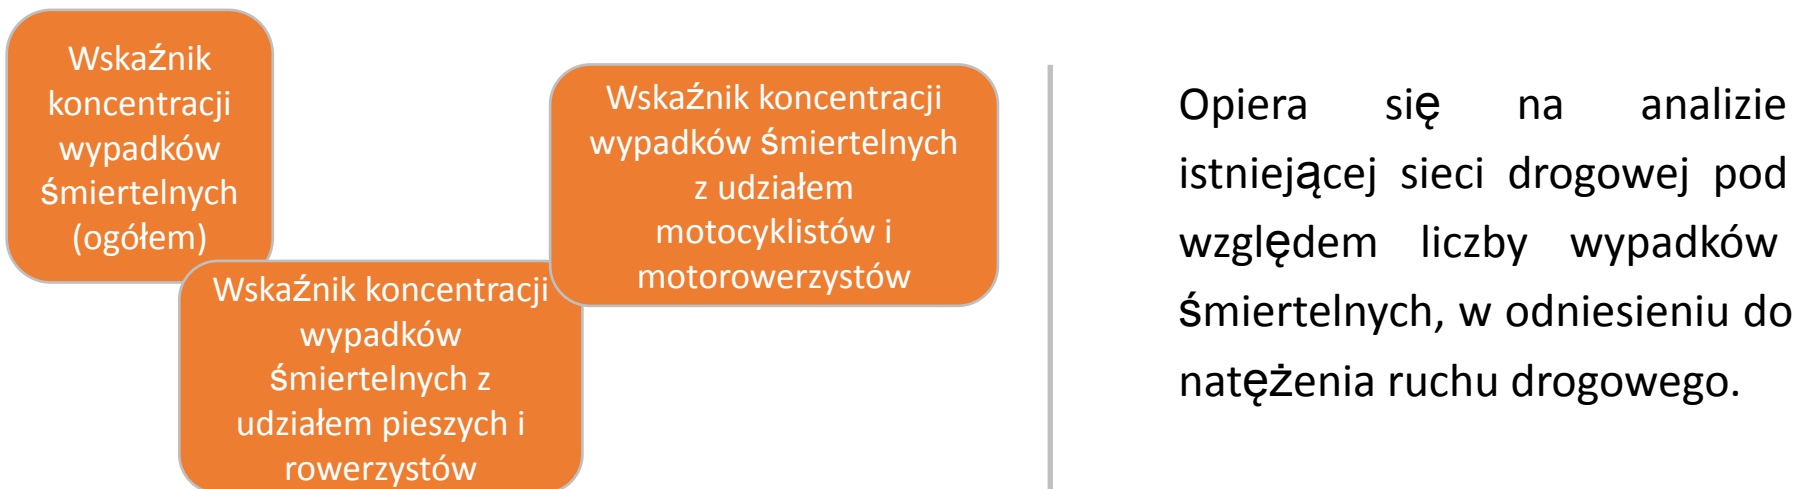 Wskaźnik
koncentracji
wypadków
śmiertelnych
(ogółem)
Wskaźnik koncentracji
wypadków
śmiertelnych z
udziałem pieszych i
rowerzystów
Wskaźnik koncentracji
wypadków śmiertelnych
z udziałem
motocyklistów i
motorowerzystów
Opiera się na analizie
istniejącej sieci drogowej pod
względem liczby wypadków
śmiertelnych, w odniesieniu do
natężenia ruchu drogowego.